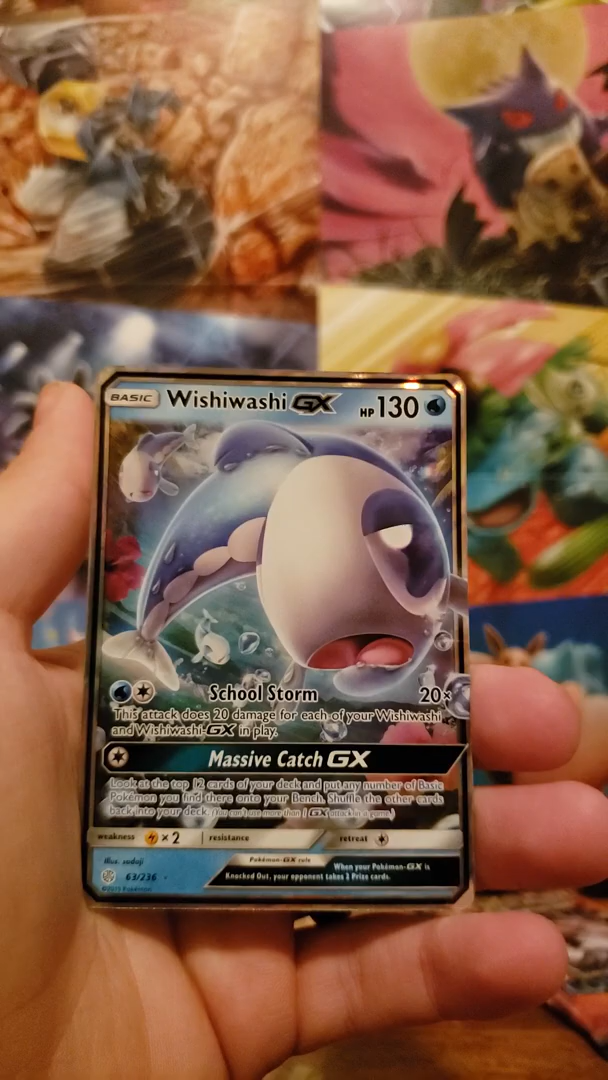 BASIC Wishiwashi GX HP 130
School Storm 20×
This attack does 20 damage for each of your Wishiwashi
and Wishiwashi-GX in play.
Massive Catch GX
Look at the top 12 cards of your deck and put any number of Basic
Pokémon you find there onto your Bench. Shuffle the other cards
back into your deck. (You can't use more than 1 GX attack in a game.)
weakness ×2 resistance retreat
Illus. sadaji
Pokémon-GX rule
When your Pokémon-GX is
Knocked Out, your opponent takes 2 Prize cards.
63/236
©2019 Pokémon